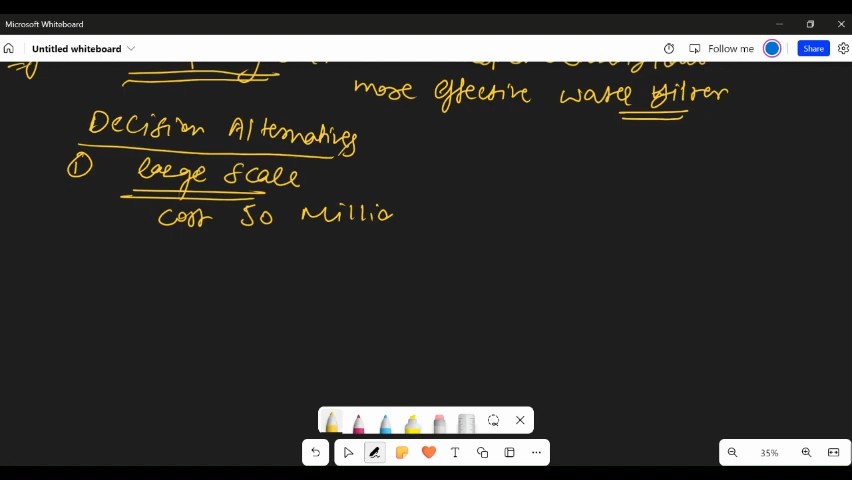 Microsoft Whiteboard
Untitled whiteboard
Follow me
Share
more effective water filter
Decision Alternatives
① large scale
cost 50 Millio
35%